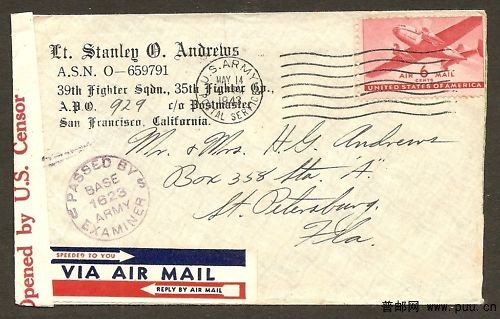 Lt. Stanley O. Andrews
A.S.N. O—659791
39th Fighter Sqdn., 35th Fighter Gp.,
A.P.O. 929 c/o Postmaster
San Francisco, California.
U.S. ARMY
MAY 14
1943
POSTAL SERVICE
AIR 6 MAIL
CENTS
UNITED STATES OF AMERICA
Mr. & Mrs. H. G. Andrews
Box 358 Sta. "A".
St. Petersburg.
Fla.
PASSED BY
BASE
1623
ARMY
EXAMINER
Opened by U.S. Censor
SPEEDED TO YOU
VIA AIR MAIL
REPLY BY AIR MAIL
普邮网 www.puu.cn